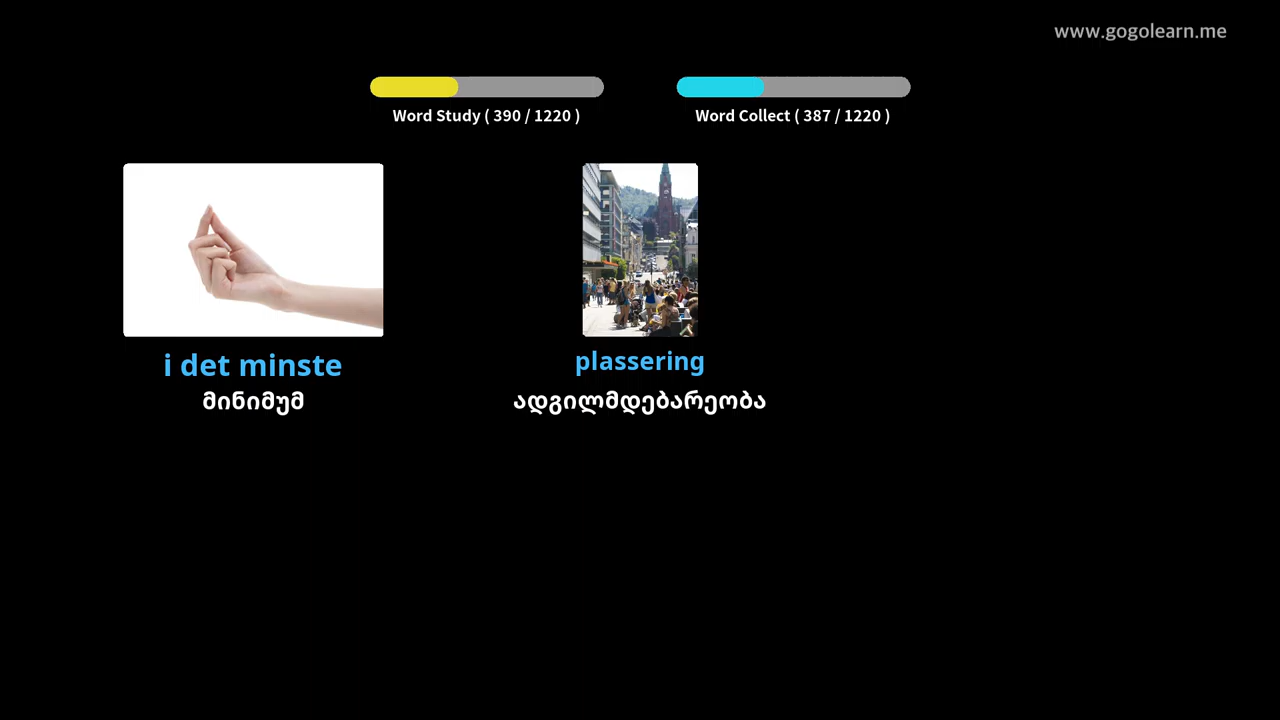 www.gogolearn.me
Word Study ( 390 / 1220 )
Word Collect ( 387 / 1220 )
i det minste
მინიმუმ
plassering
ადგილმდებარეობა